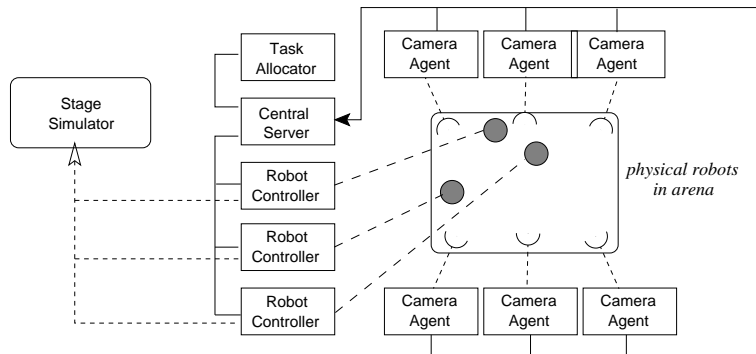 Camera
Agent
Camera
Agent
Camera
Agent
Task
Allocator
Stage
Simulator
Central
Server
Robot
Controller
physical robots
in arena
Robot
Controller
Robot
Controller
Camera
Agent
Camera
Agent
Camera
Agent